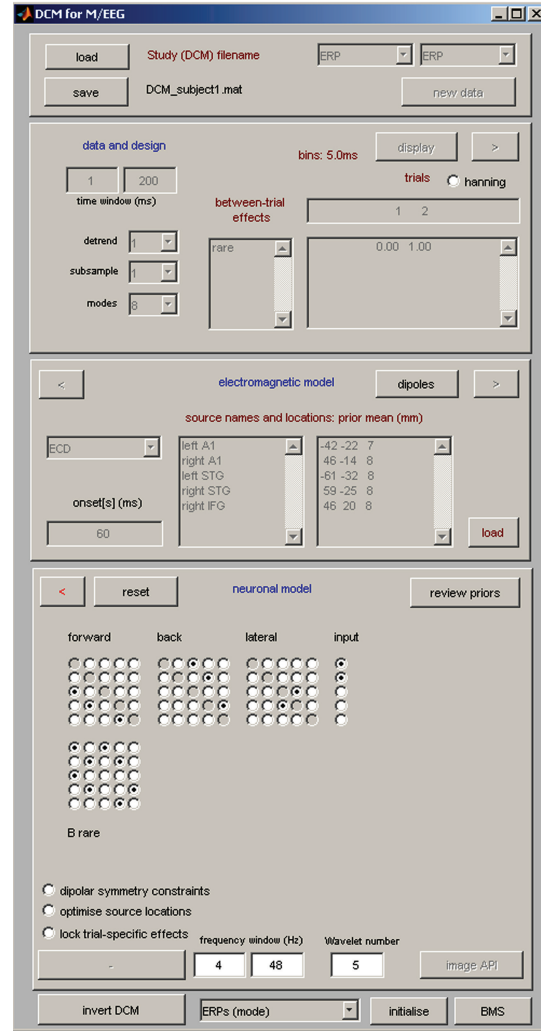 DCM for M/EEG
load Study (DCM) filename ERP ERP
save DCM_subject1.mat new data
data and design bins: 5.0ms display >
1 200 trials hanning
time window (ms) between-trial effects 1 2
detrend 1 rare 0.00 1.00
subsample 1
modes 8
< electromagnetic model dipoles >
source names and locations: prior mean (mm)
ECD left A1 -42 -22 7
right A1 46 -14 8
left STG -61 -32 8
right STG 59 -25 8
onset[s] (ms) right IFG 46 20 8
60 load
< reset neuronal model review priors
forward back lateral input
B rare
dipolar symmetry constraints
optimise source locations
lock trial-specific effects frequency window (Hz) Wavelet number
- 4 48 5 image API
invert DCM ERPs (mode) initialise BMS